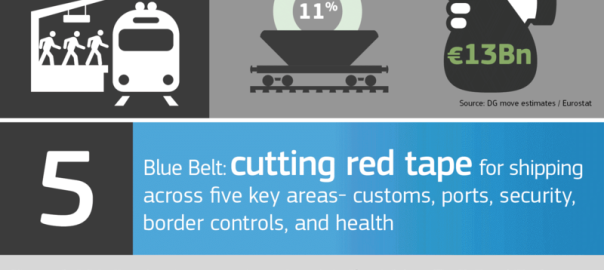 11%
€13Bn
Source: DG move estimates / Eurostat
5
Blue Belt: cutting red tape for shipping
across five key areas- customs, ports, security,
border controls, and health